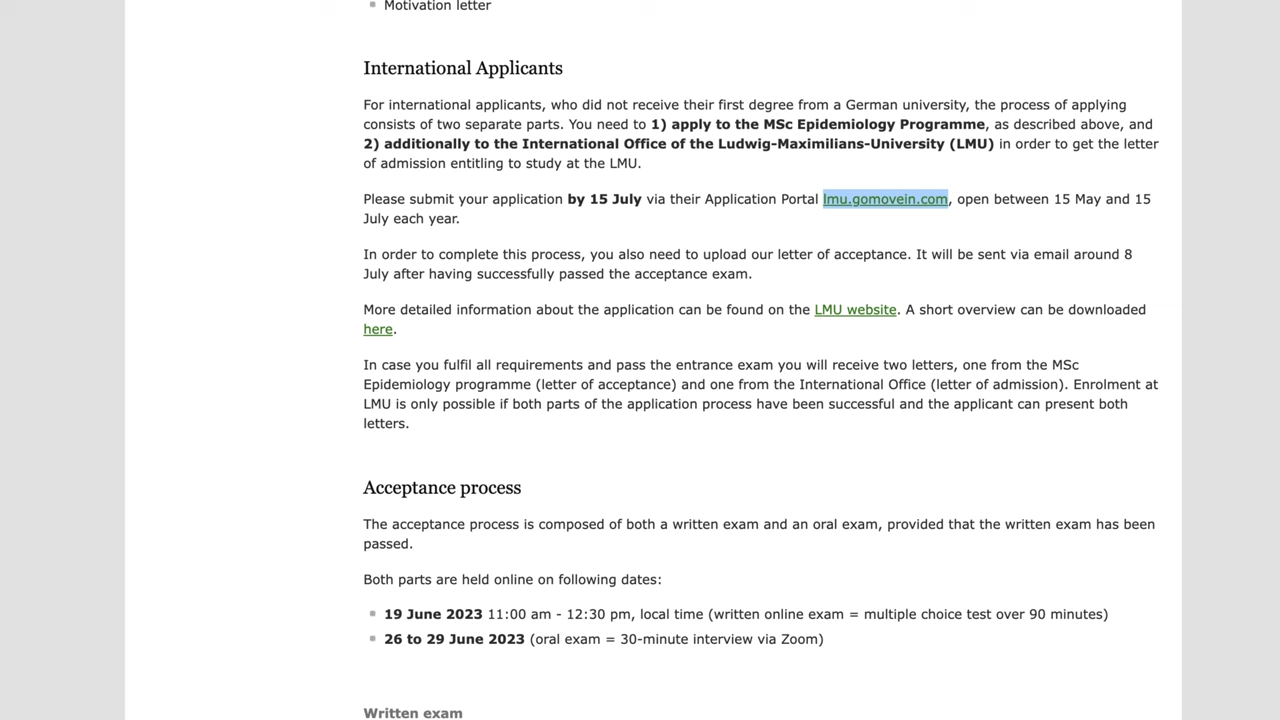 Motivation letter
International Applicants
For international applicants, who did not receive their first degree from a German university, the process of applying
consists of two separate parts. You need to 1) apply to the MSc Epidemiology Programme, as described above, and
2) additionally to the International Office of the Ludwig-Maximilians-University (LMU) in order to get the letter
of admission entitling to study at the LMU.
Please submit your application by 15 July via their Application Portal lmu.gomovein.com, open between 15 May and 15
July each year.
In order to complete this process, you also need to upload our letter of acceptance. It will be sent via email around 8
July after having successfully passed the acceptance exam.
More detailed information about the application can be found on the LMU website. A short overview can be downloaded
here.
In case you fulfil all requirements and pass the entrance exam you will receive two letters, one from the MSc
Epidemiology programme (letter of acceptance) and one from the International Office (letter of admission). Enrolment at
LMU is only possible if both parts of the application process have been successful and the applicant can present both
letters.
Acceptance process
The acceptance process is composed of both a written exam and an oral exam, provided that the written exam has been
passed.
Both parts are held online on following dates:
19 June 2023 11:00 am - 12:30 pm, local time (written online exam = multiple choice test over 90 minutes)
26 to 29 June 2023 (oral exam = 30-minute interview via Zoom)
Written exam